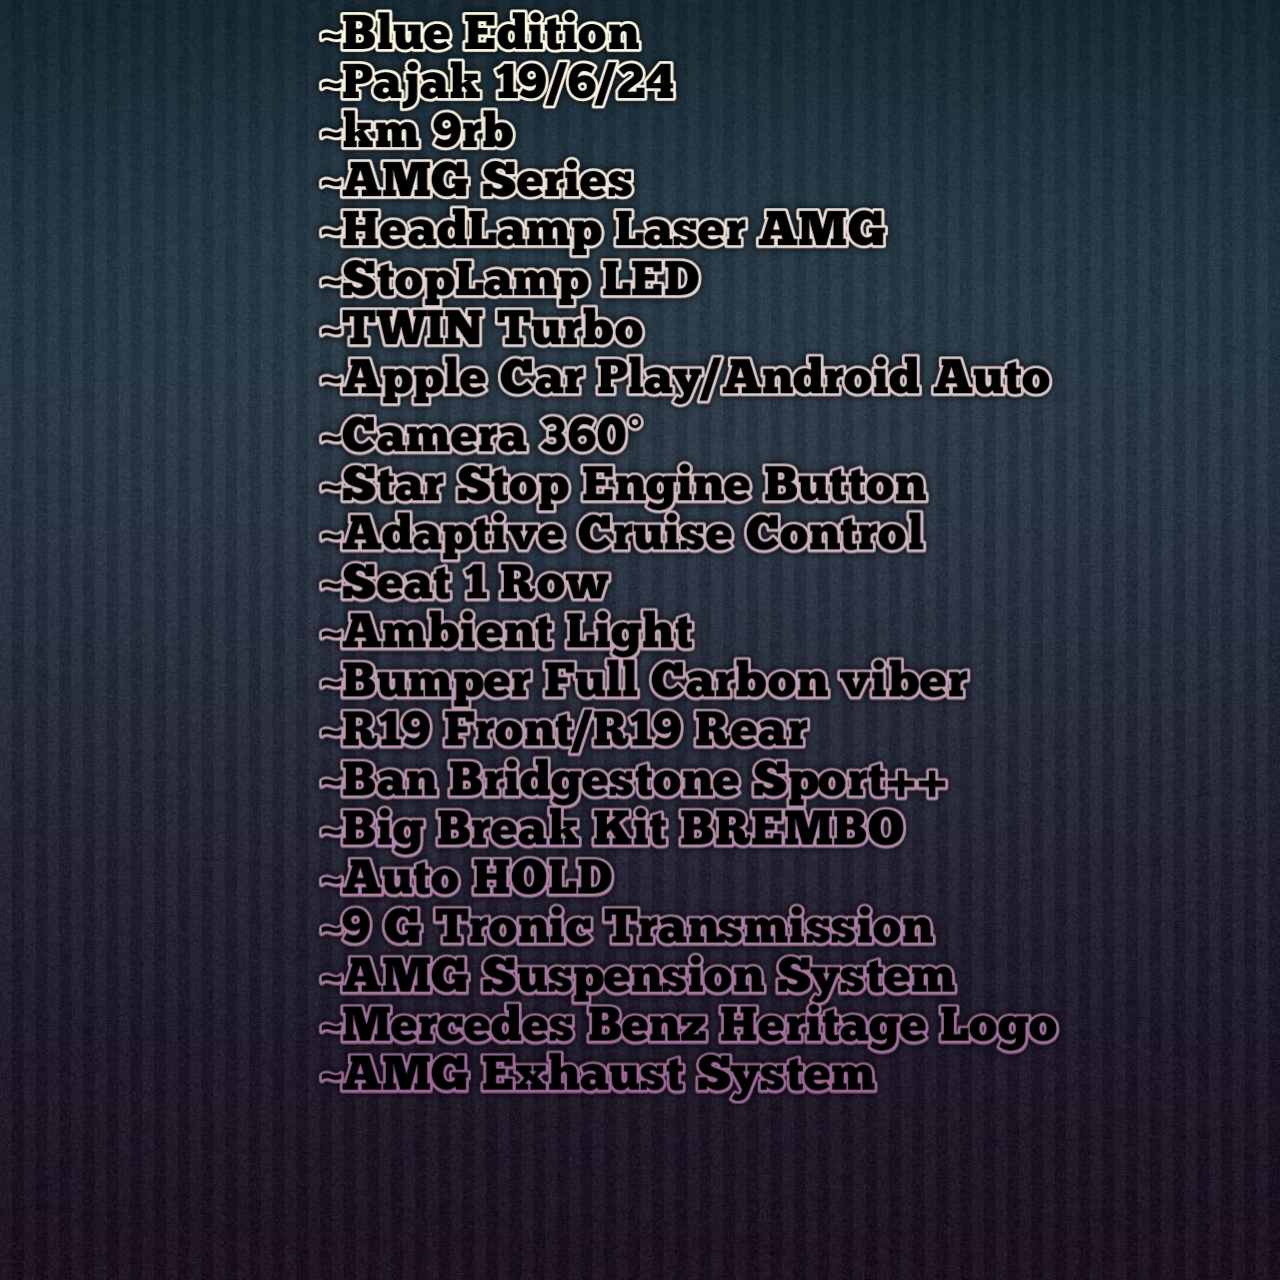 ~Blue Edition
~Pajak 19/6/24
~km 9rb
~AMG Series
~HeadLamp Laser AMG
~StopLamp LED
~TWIN Turbo
~Apple Car Play/Android Auto
~Camera 360°
~Star Stop Engine Button
~Adaptive Cruise Control
~Seat 1 Row
~Ambient Light
~Bumper Full Carbon viber
~R19 Front/R19 Rear
~Ban Bridgestone Sport++
~Big Break Kit BREMBO
~Auto HOLD
~9 G Tronic Transmission
~AMG Suspension System
~Mercedes Benz Heritage Logo
~AMG Exhaust System